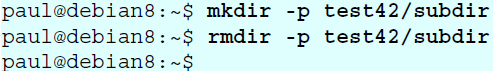 paul@debian8:~$ mkdir -p test42/subdir
paul@debian8:~$ rmdir -p test42/subdir
paul@debian8:~$